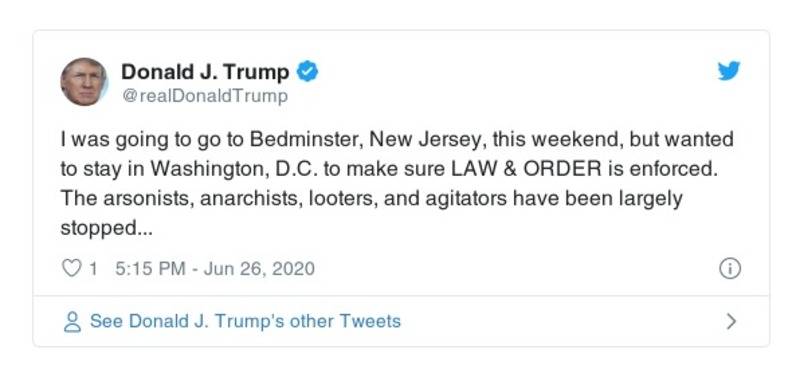 Donald J. Trump
@realDonaldTrump
I was going to go to Bedminster, New Jersey, this weekend, but wanted
to stay in Washington, D.C. to make sure LAW & ORDER is enforced.
The arsonists, anarchists, looters, and agitators have been largely
stopped...
1 5:15 PM - Jun 26, 2020
See Donald J. Trump's other Tweets